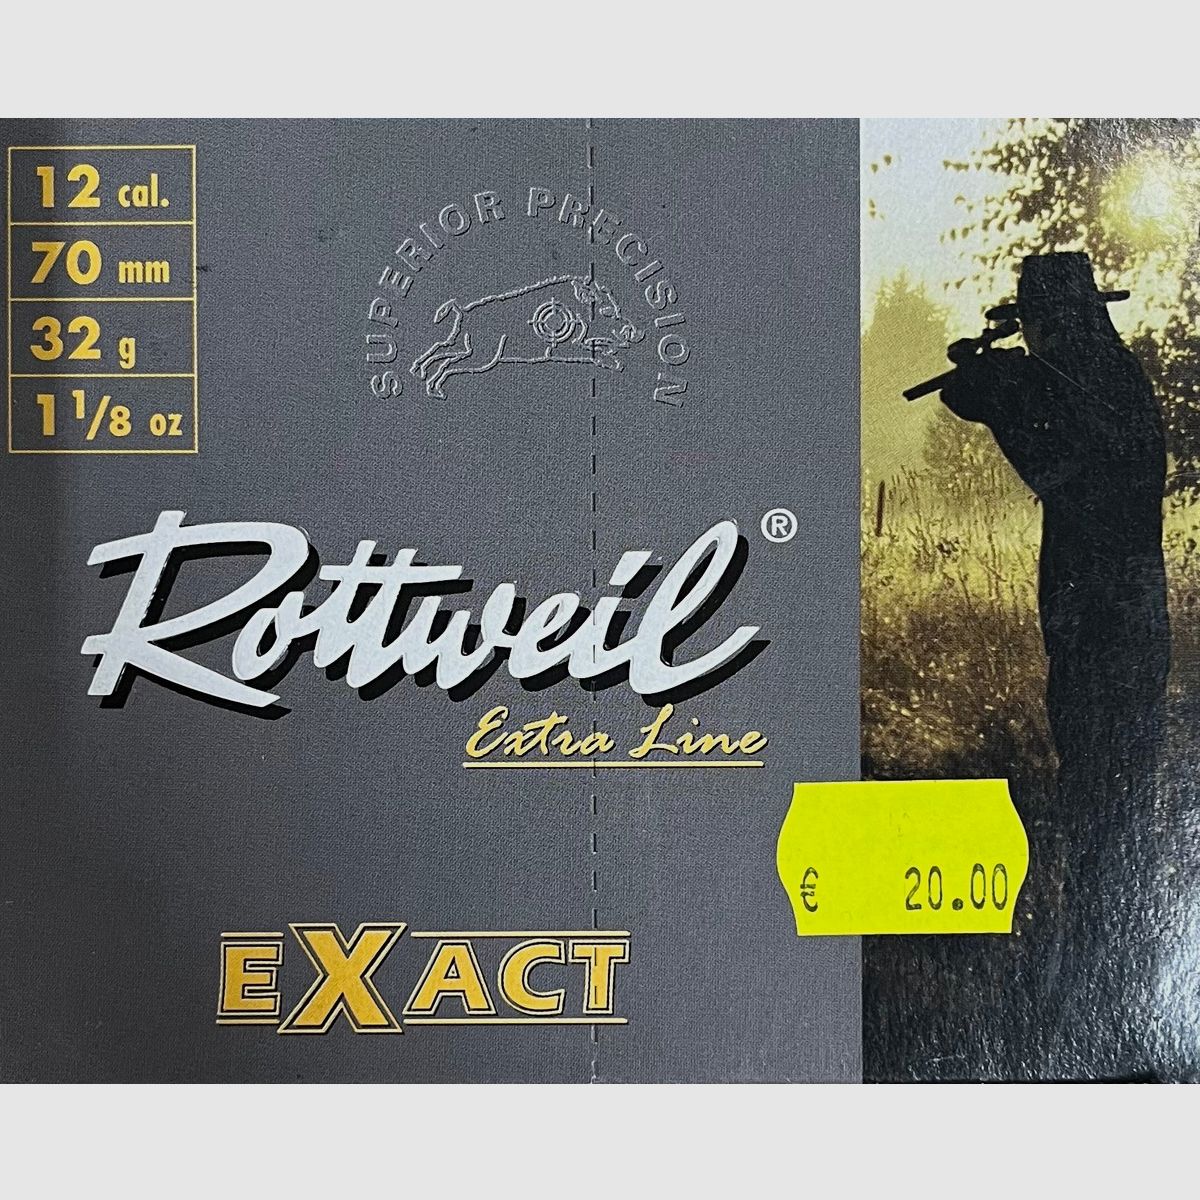 12 cal.
70 mm
32 g
1 1/8 oz
SUPERIOR PRECISION
Rottweil®
Extra Line
€ 20.00
EXACT